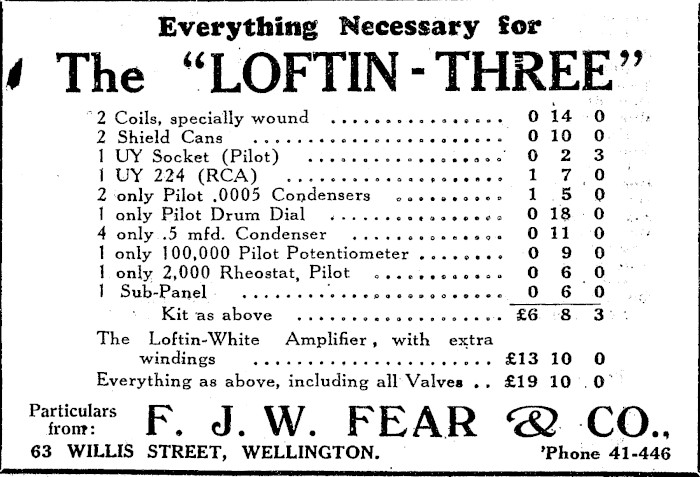 Everything Necessary for
The "LOFTIN - THREE"
2 Coils, specially wound ................ 0 14 0
2 Shield Cans .................... 0 10 0
1 UY Socket (Pilot) .................. 0 2 3
1 UY 224 (RCA) .................... 1 7 0
2 only Pilot .0005 Condensers .......... 1 5 0
1 only Pilot Drum Dial ................ 0 18 0
4 only .5 mfd. Condenser .............. 0 11 0
1 only 100,000 Pilot Potentiometer ........ 0 9 0
1 only 2,000 Rheostat, Pilot ............ 0 6 0
1 Sub-Panel ........................ 0 6 0
Kit as above .................... £6 8 3
The Loftin-White Amplifier, with extra
windings ...................... £13 10 0
Everything as above, including all Valves .. £19 10 0
Particulars
from: F. J. W. FEAR & CO.,
63 WILLIS STREET, WELLINGTON. 'Phone 41-446